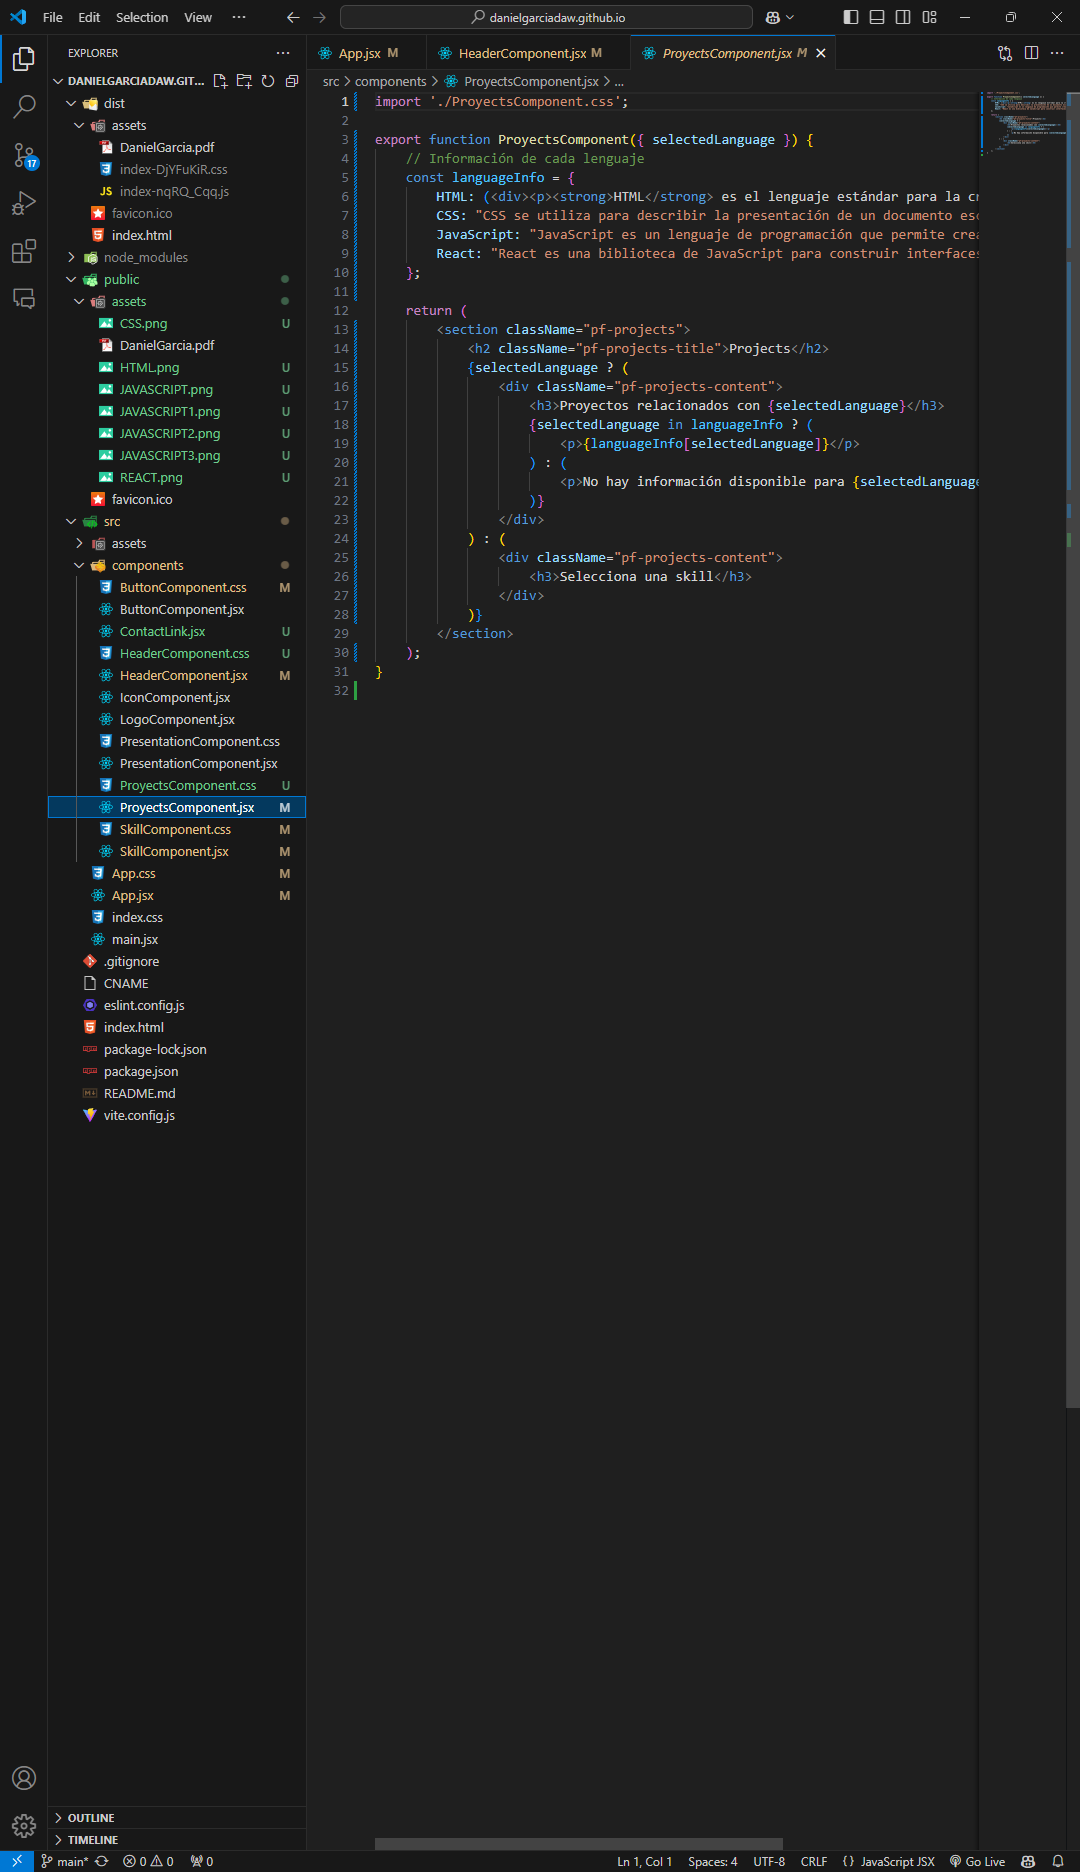 File Edit Selection View ··· danielgarciadaw.github.io
EXPLORER ···
DANIELGARCIADAW.GIT...
dist
assets
DanielGarcia.pdf
index-DjYFuKiR.css
JS index-nqRQ_Cqq.js
favicon.ico
index.html
node_modules
public
assets
CSS.png U
DanielGarcia.pdf
HTML.png U
JAVASCRIPT.png U
JAVASCRIPT1.png U
JAVASCRIPT2.png U
JAVASCRIPT3.png U
REACT.png U
favicon.ico
src
assets
components
ButtonComponent.css M
ButtonComponent.jsx
ContactLink.jsx U
HeaderComponent.css U
HeaderComponent.jsx M
IconComponent.jsx
LogoComponent.jsx
PresentationComponent.css
PresentationComponent.jsx
ProyectsComponent.css U
ProyectsComponent.jsx M
SkillComponent.css M
SkillComponent.jsx M
App.css M
App.jsx M
index.css
main.jsx
.gitignore
CNAME
eslint.config.js
index.html
package-lock.json
package.json
README.md
vite.config.js
OUTLINE
TIMELINE
17
App.jsx M HeaderComponent.jsx M ProyectsComponent.jsx M
src > components > ProyectsComponent.jsx > ...
1 import './ProyectsComponent.css';
2
3 export function ProyectsComponent({ selectedLanguage }) {
4 // Información de cada lenguaje
5 const languageInfo = {
6 HTML: (<div><p><strong>HTML</strong> es el lenguaje estándar para la cr
7 CSS: "CSS se utiliza para describir la presentación de un documento esc
8 JavaScript: "JavaScript es un lenguaje de programación que permite crea
9 React: "React es una biblioteca de JavaScript para construir interfaces
10 };
11
12 return (
13 <section className="pf-projects">
14 <h2 className="pf-projects-title">Projects</h2>
15 {selectedLanguage ? (
16 <div className="pf-projects-content">
17 <h3>Proyectos relacionados con {selectedLanguage}</h3>
18 {selectedLanguage in languageInfo ? (
19 <p>{languageInfo[selectedLanguage]}</p>
20 ) : (
21 <p>No hay información disponible para {selectedLanguage
22 )}
23 </div>
24 ) : (
25 <div className="pf-projects-content">
26 <h3>Selecciona una skill</h3>
27 </div>
28 )}
29 </section>
30 );
31 }
32
main* 0 0 0 Ln 1, Col 1 Spaces: 4 UTF-8 CRLF { } JavaScript JSX Go Live